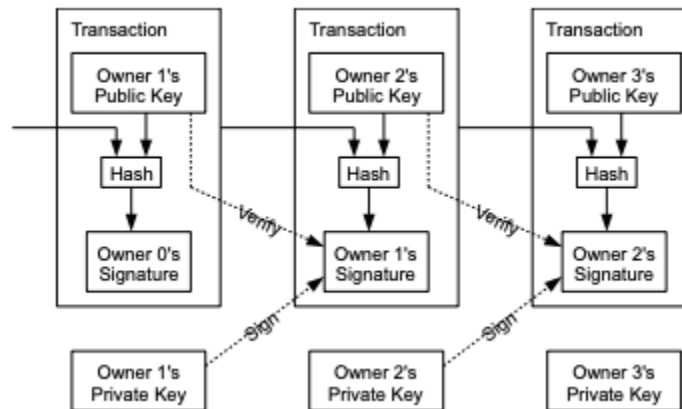 Transaction
Owner 1's
Public Key
Hash
Owner 0's
Signature
Transaction
Owner 2's
Public Key
Hash
Verify
Owner 1's
Signature
Sign
Transaction
Owner 3's
Public Key
Hash
Verify
Owner 2's
Signature
Sign
Owner 1's
Private Key
Owner 2's
Private Key
Owner 3's
Private Key